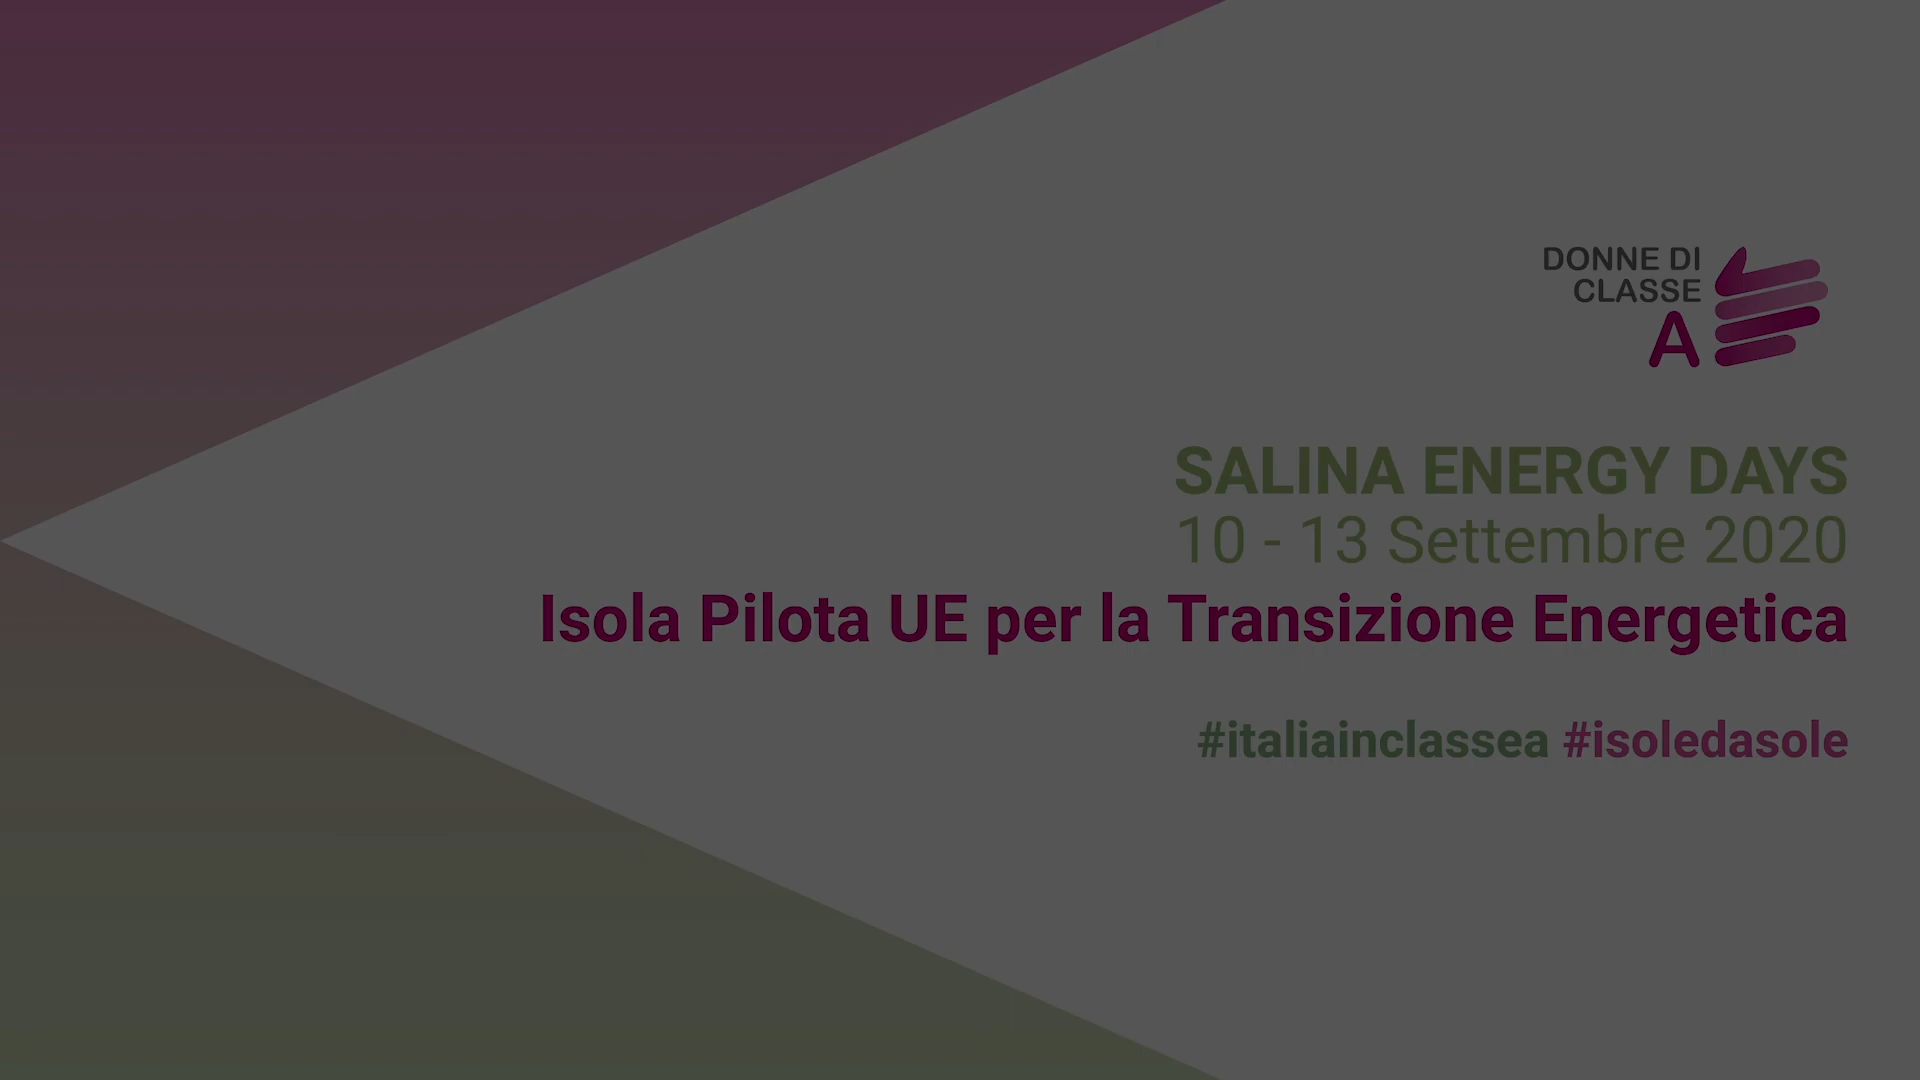 DONNE DI
CLASSE
A
SALINA ENERGY DAYS
10 - 13 Settembre 2020
Isola Pilota UE per la Transizione Energetica
#italiainclassea #isoledasole